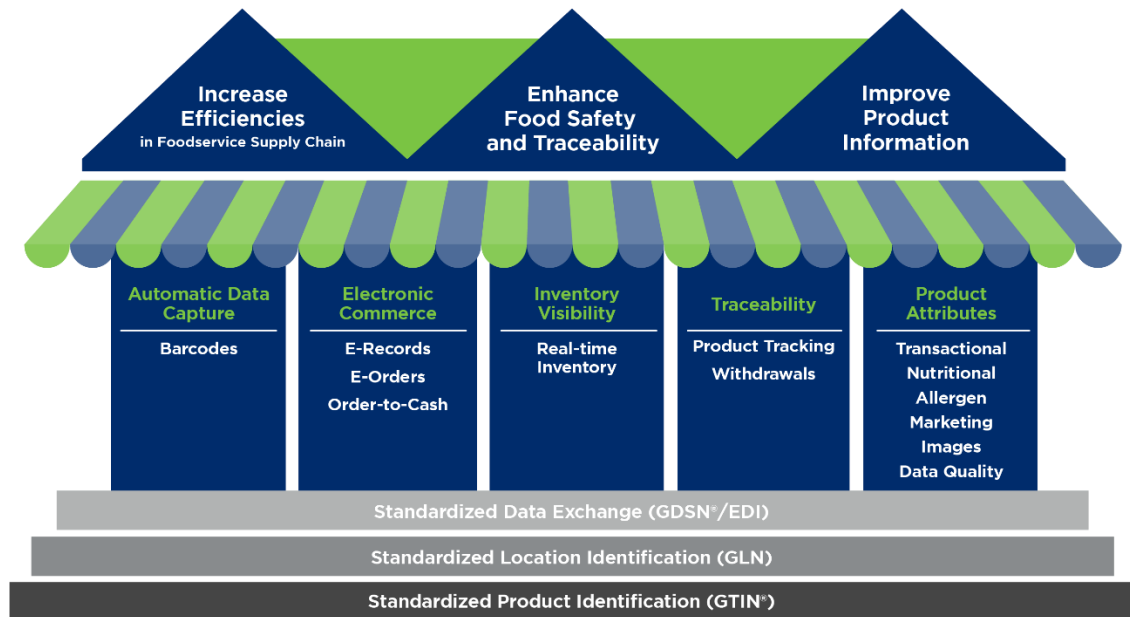 Increase
Efficiencies
in Foodservice Supply Chain
Enhance
Food Safety
and Traceability
Improve
Product
Information
Automatic Data
Capture
Barcodes
Electronic
Commerce
E-Records
E-Orders
Order-to-Cash
Inventory
Visibility
Real-time
Inventory
Traceability
Product Tracking
Withdrawals
Product
Attributes
Transactional
Nutritional
Allergen
Marketing
Images
Data Quality
Standardized Data Exchange (GDSN®/EDI)
Standardized Location Identification (GLN)
Standardized Product Identification (GTIN®)